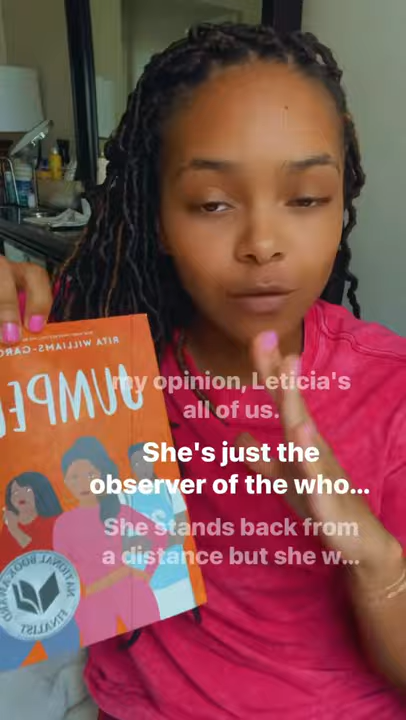 RITA WILLIAMS-GARC
JUMPE
NATIONAL BOOK AWARD
FINALIST
my opinion, Leticia's
all of us.
She's just the
observer of the who...
She stands back from
a distance but she w...